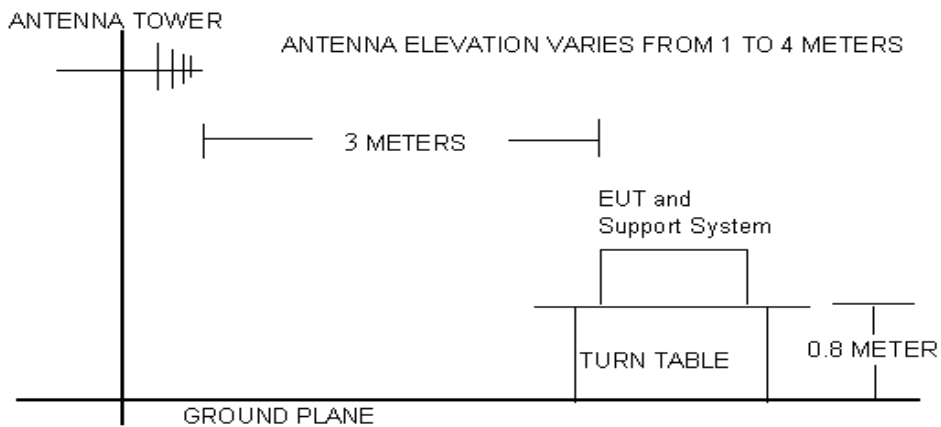 ANTENNA TOWER
ANTENNA ELEVATION VARIES FROM 1 TO 4 METERS
3 METERS
EUT and
Support System
TURN TABLE
0.8 METER
GROUND PLANE